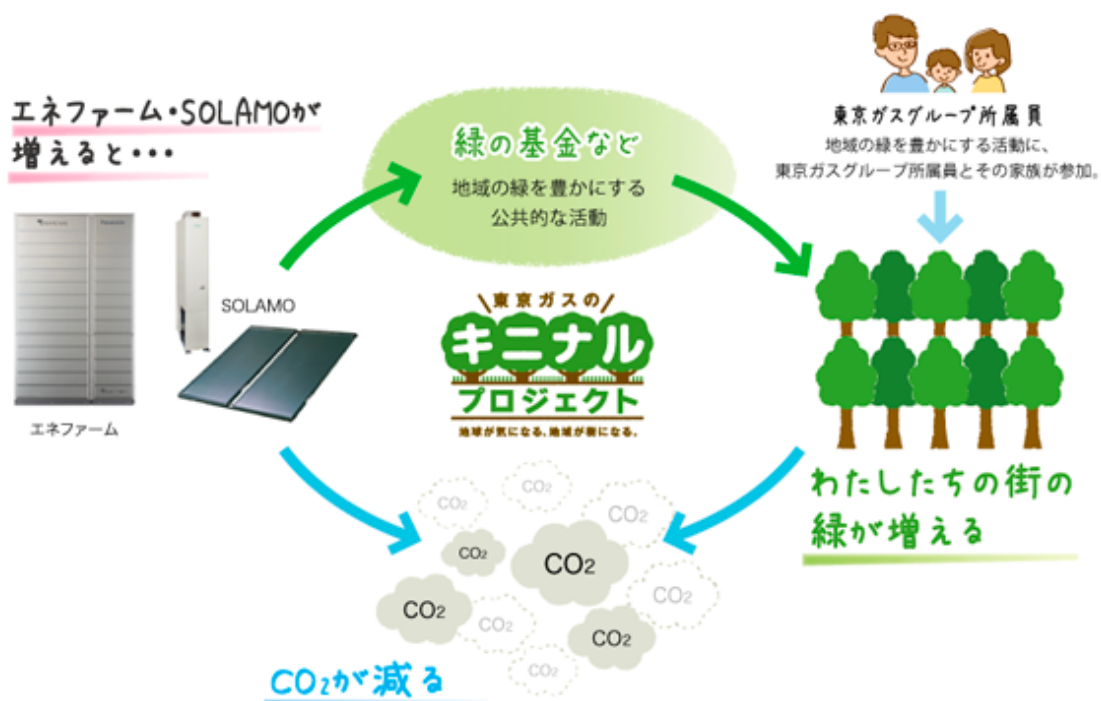 エネファーム・SOLAMOが
増えると・・・
エネファーム
SOLAMO
緑の基金など
地域の緑を豊かにする
公共的な活動
東京ガスグループ所属員
地域の緑を豊かにする活動に、
東京ガスグループ所属員とその家族が参加。
\東京ガスの/
キニナル
プロジェクト
地球が気になる、地域が樹になる。
わたしたちの街の
緑が増える
CO2
CO2
CO2
CO2
CO2
CO2
CO2
CO2
CO2
CO2
CO2が減る